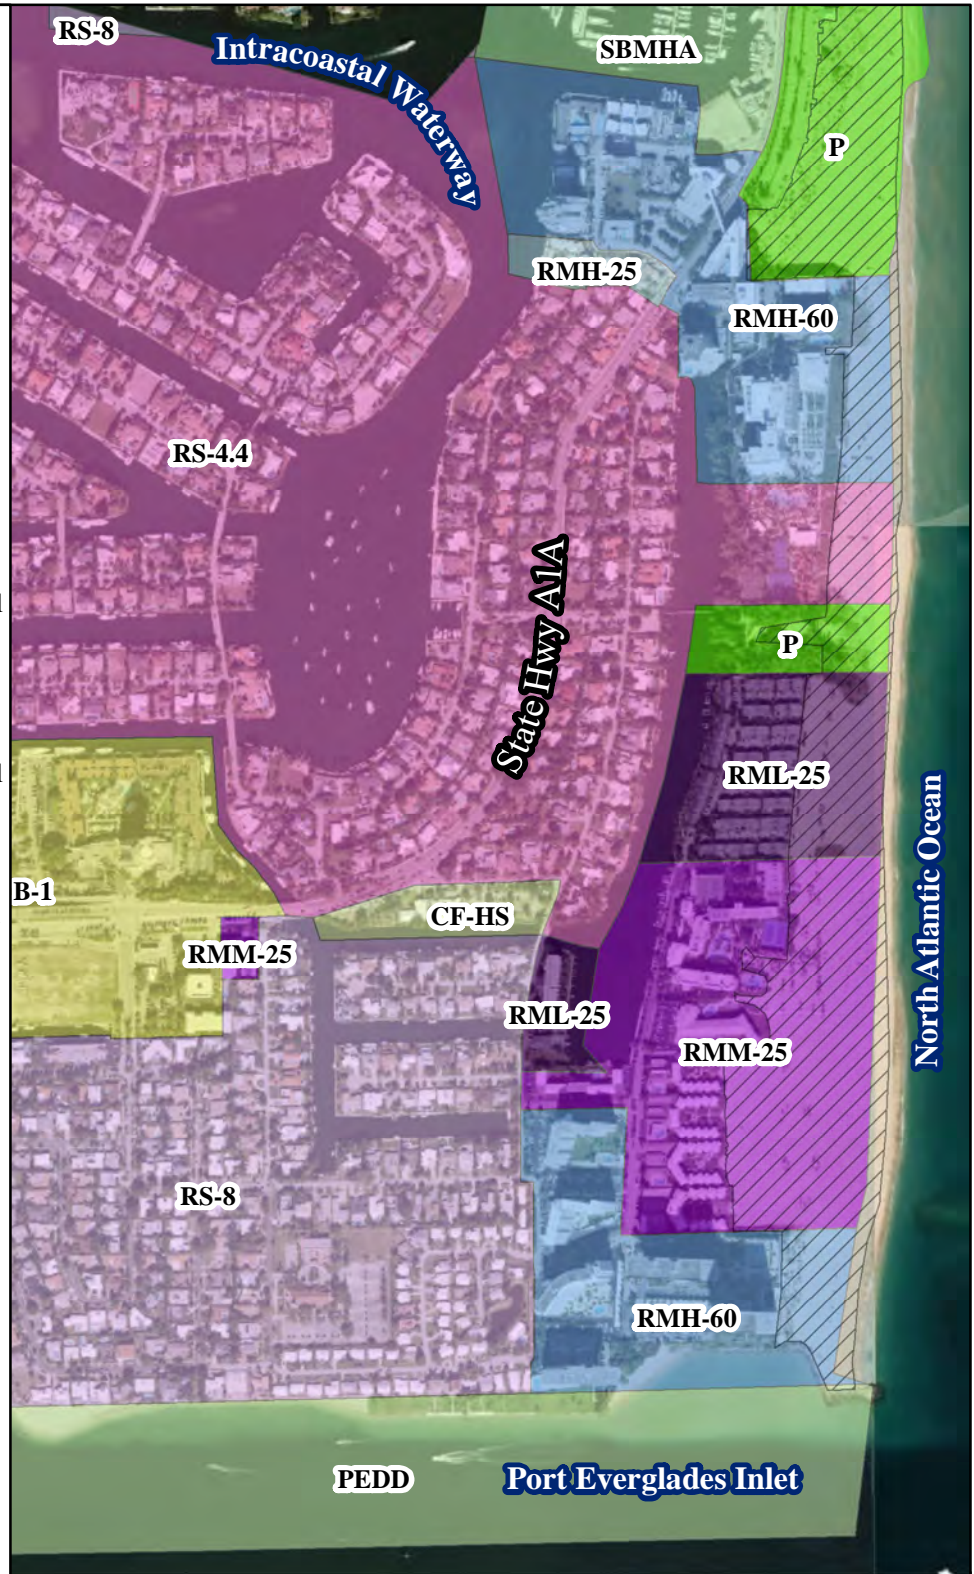 RS-8
Intracoastal Waterway
SBMHA
P
RMH-25
RMH-60
RS-4.4
State Hwy A1A
P
RML-25
B-1
CF-HS
RMM-25
RML-25
RMM-25
North Atlantic Ocean
RS-8
RMH-60
PEDD
Port Everglades Inlet